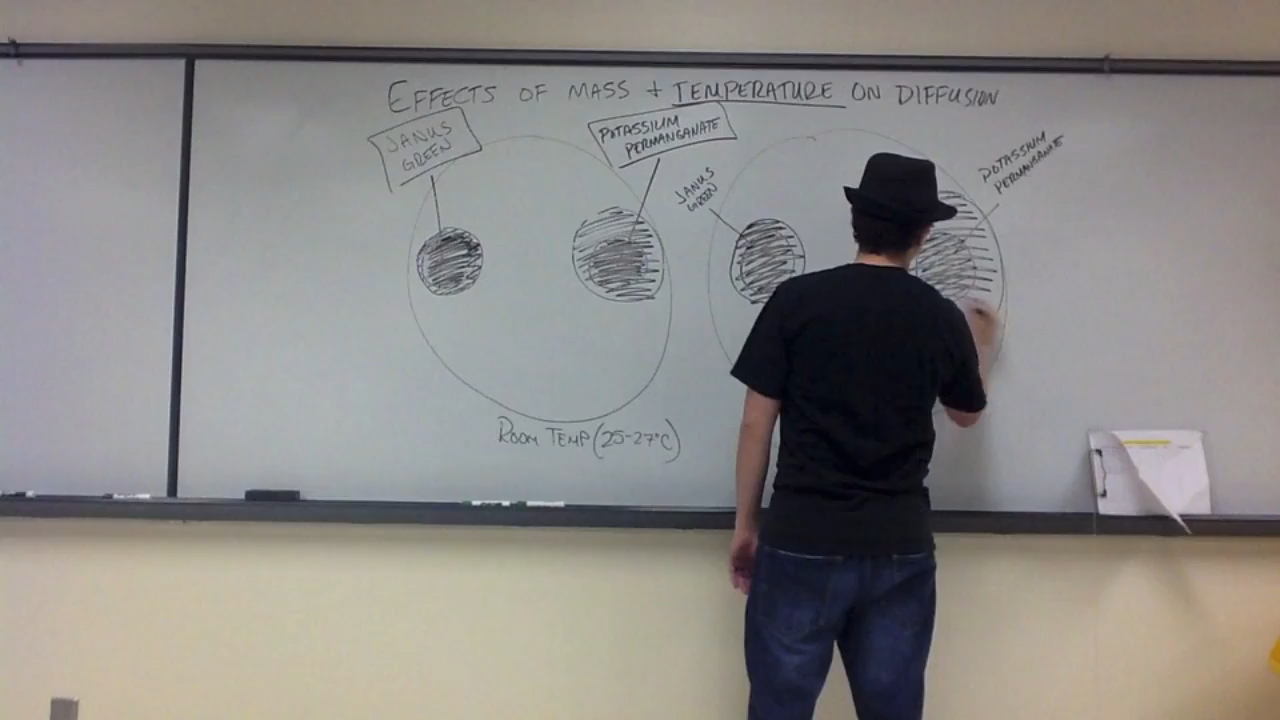 EFFECTS OF MASS + TEMPERATURE ON DIFFUSION
JANUS
GREEN
POTASSIUM
PERMANGANATE
JANUS
GREEN
POTASSIUM
PERMANGANATE
ROOM TEMP (25-27°C)